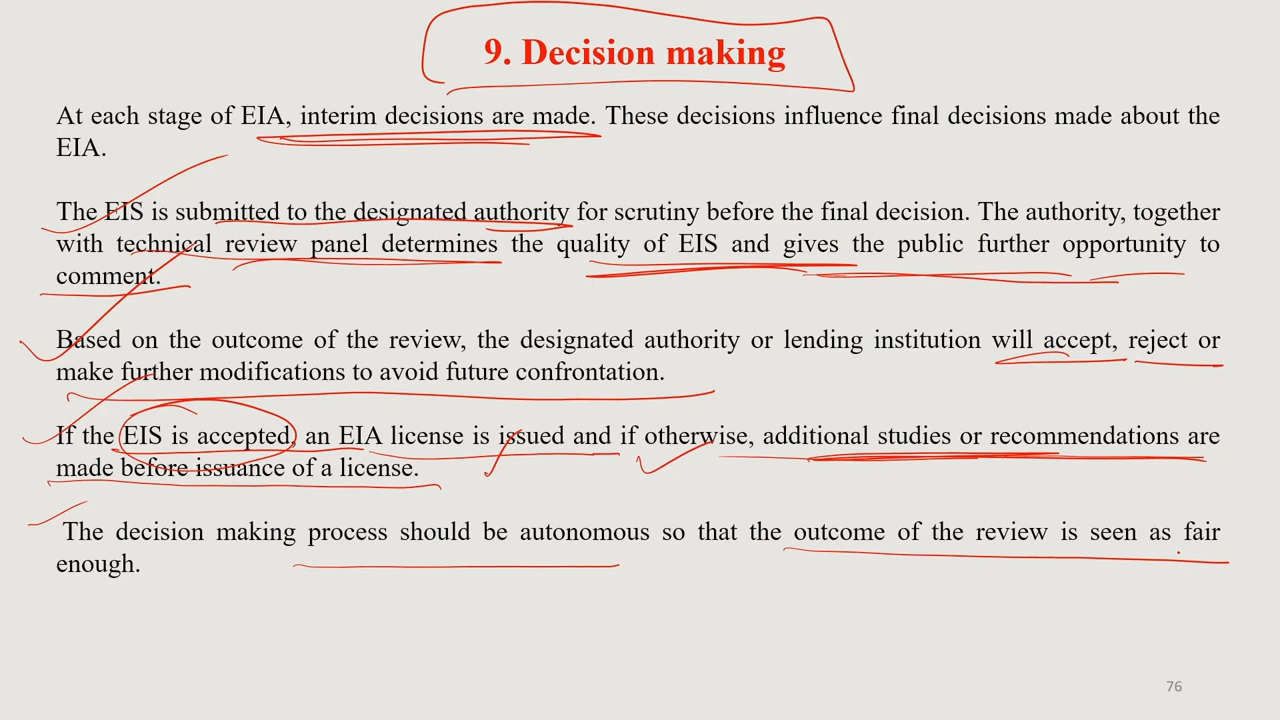 9. Decision making
At each stage of EIA, interim decisions are made. These decisions influence final decisions made about the
EIA.
The EIS is submitted to the designated authority for scrutiny before the final decision. The authority, together
with technical review panel determines the quality of EIS and gives the public further opportunity to
comment.
Based on the outcome of the review, the designated authority or lending institution will accept, reject or
make further modifications to avoid future confrontation.
If the EIS is accepted, an EIA license is issued and if otherwise, additional studies or recommendations are
made before issuance of a license.
The decision making process should be autonomous so that the outcome of the review is seen as fair
enough.
76